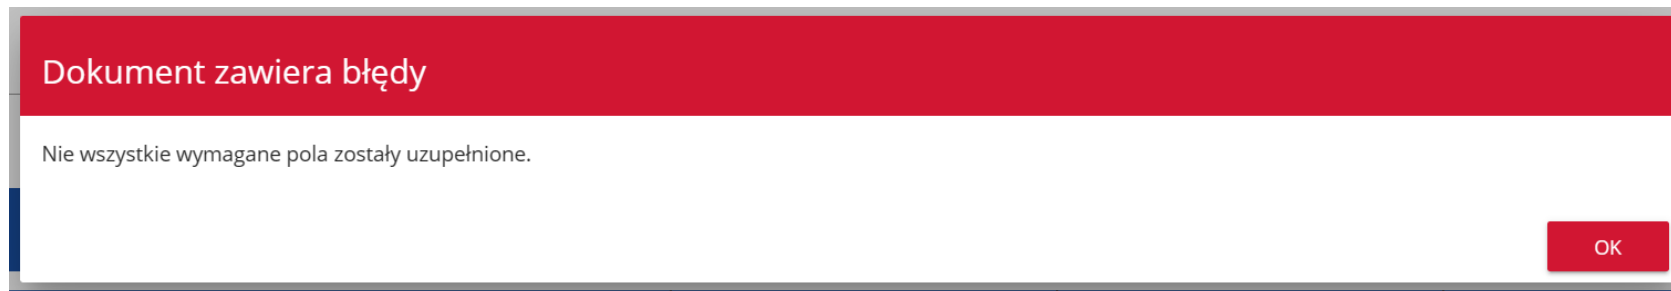 Dokument zawiera błędy
Nie wszystkie wymagane pola zostały uzupełnione.
OK